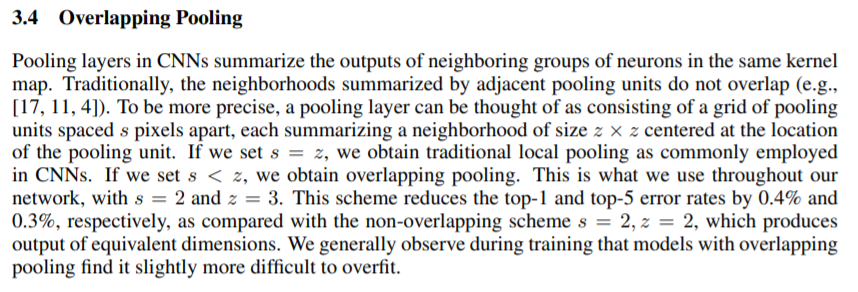 3.4 Overlapping Pooling
Pooling layers in CNNs summarize the outputs of neighboring groups of neurons in the same kernel
map. Traditionally, the neighborhoods summarized by adjacent pooling units do not overlap (e.g.,
[17, 11, 4]). To be more precise, a pooling layer can be thought of as consisting of a grid of pooling
units spaced s pixels apart, each summarizing a neighborhood of size z × z centered at the location
of the pooling unit. If we set s = z, we obtain traditional local pooling as commonly employed
in CNNs. If we set s < z, we obtain overlapping pooling. This is what we use throughout our
network, with s = 2 and z = 3. This scheme reduces the top-1 and top-5 error rates by 0.4% and
0.3%, respectively, as compared with the non-overlapping scheme s = 2, z = 2, which produces
output of equivalent dimensions. We generally observe during training that models with overlapping
pooling find it slightly more difficult to overfit.